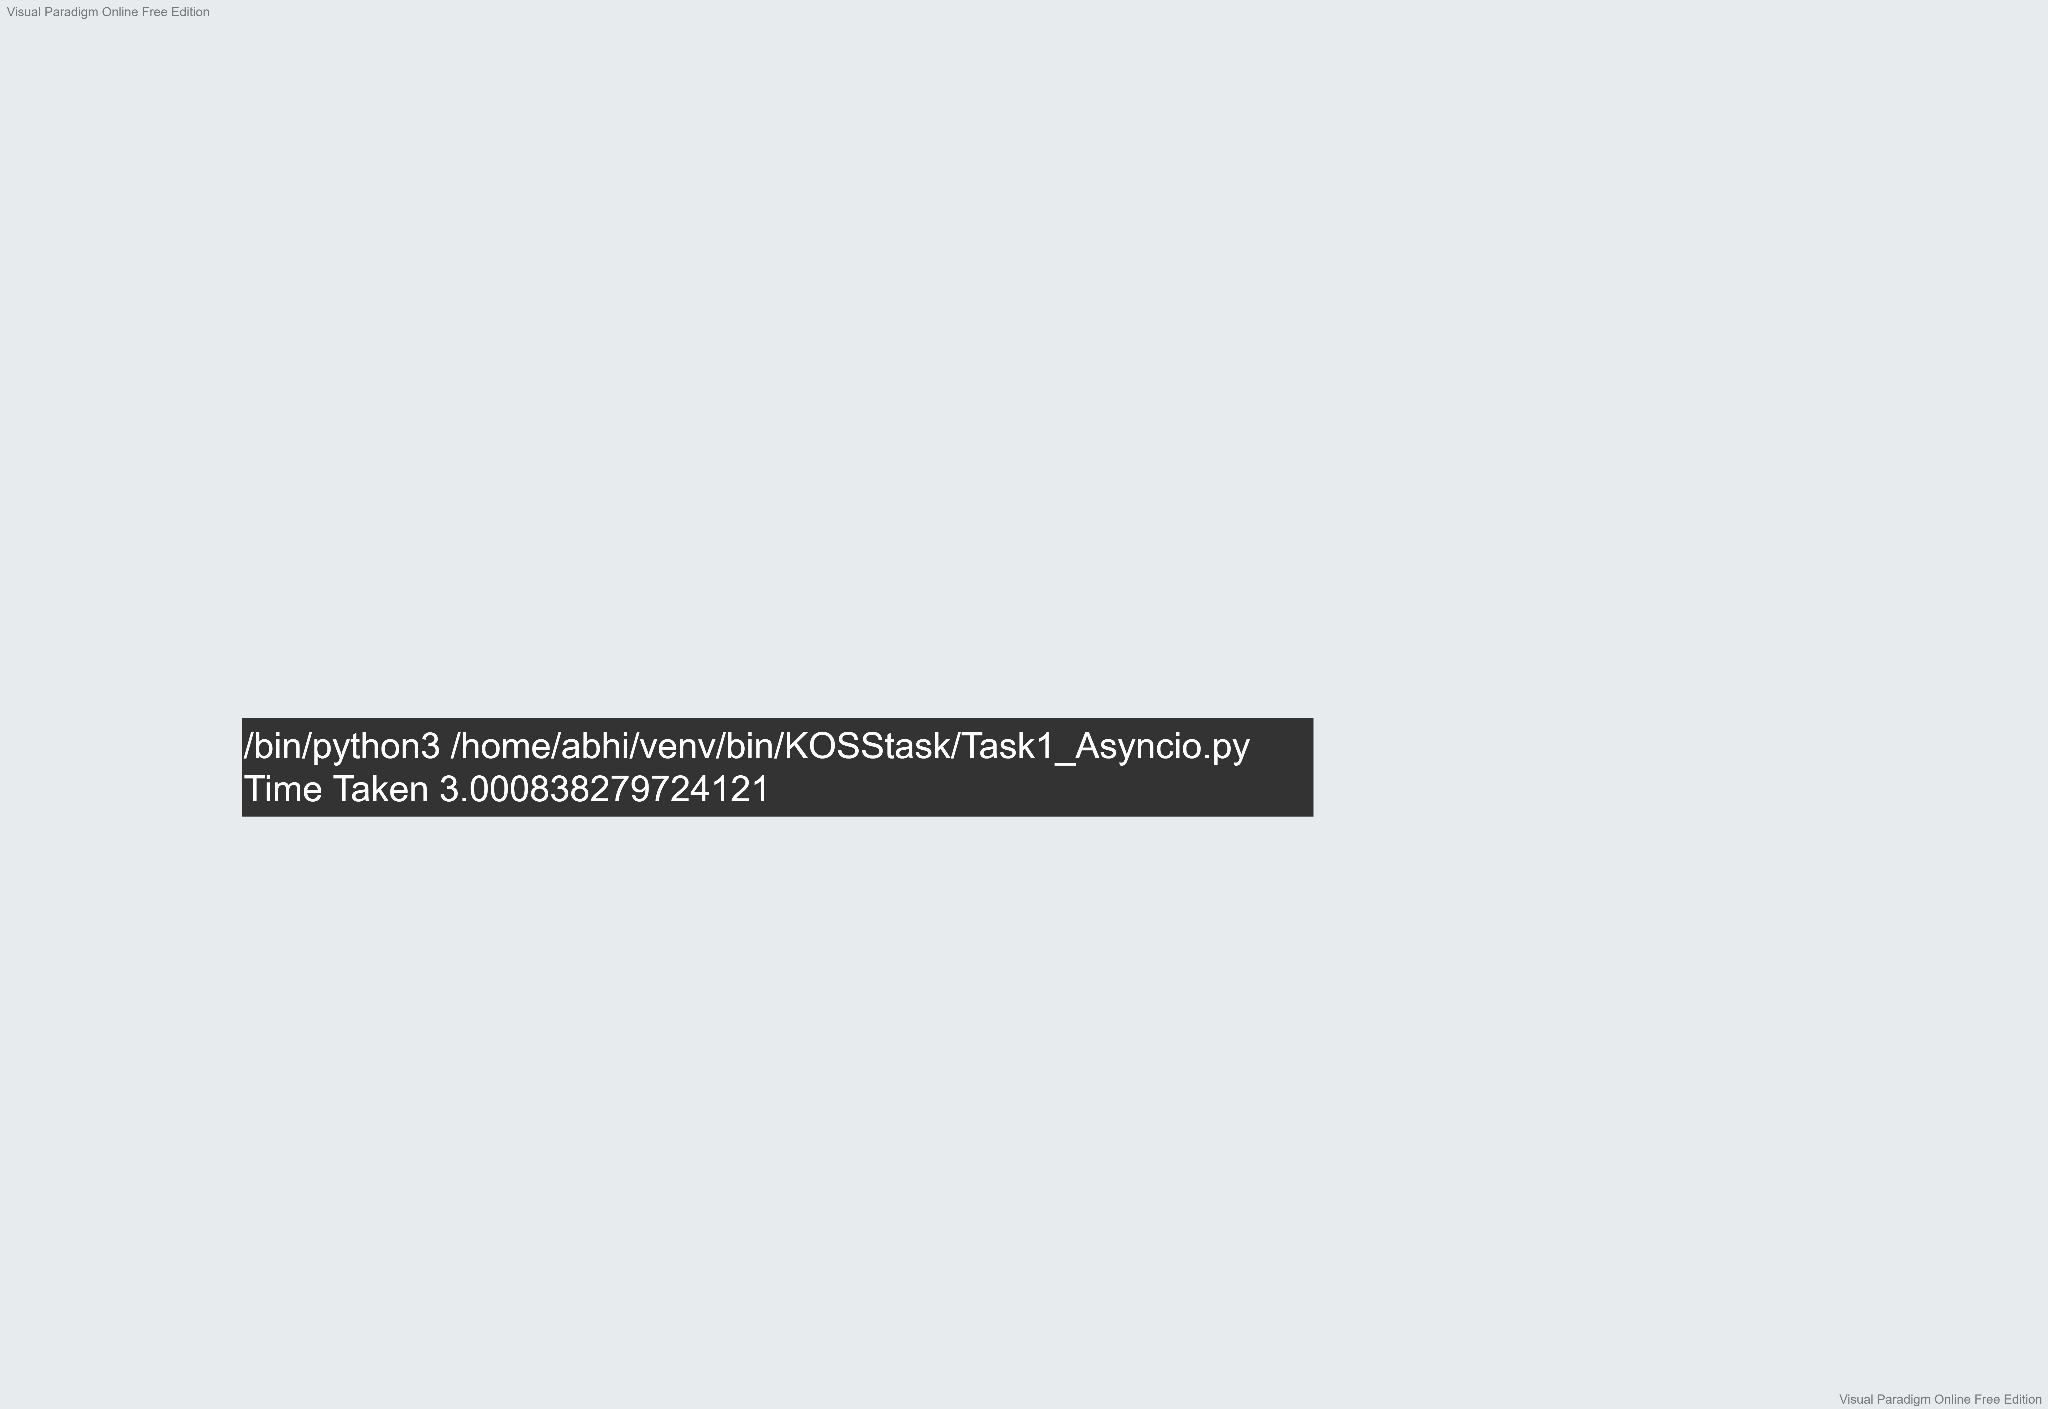 Visual Paradigm Online Free Edition
/bin/python3 /home/abhi/venv/bin/KOSStask/Task1_Asyncio.py
Time Taken 3.000838279724121
Visual Paradigm Online Free Edition